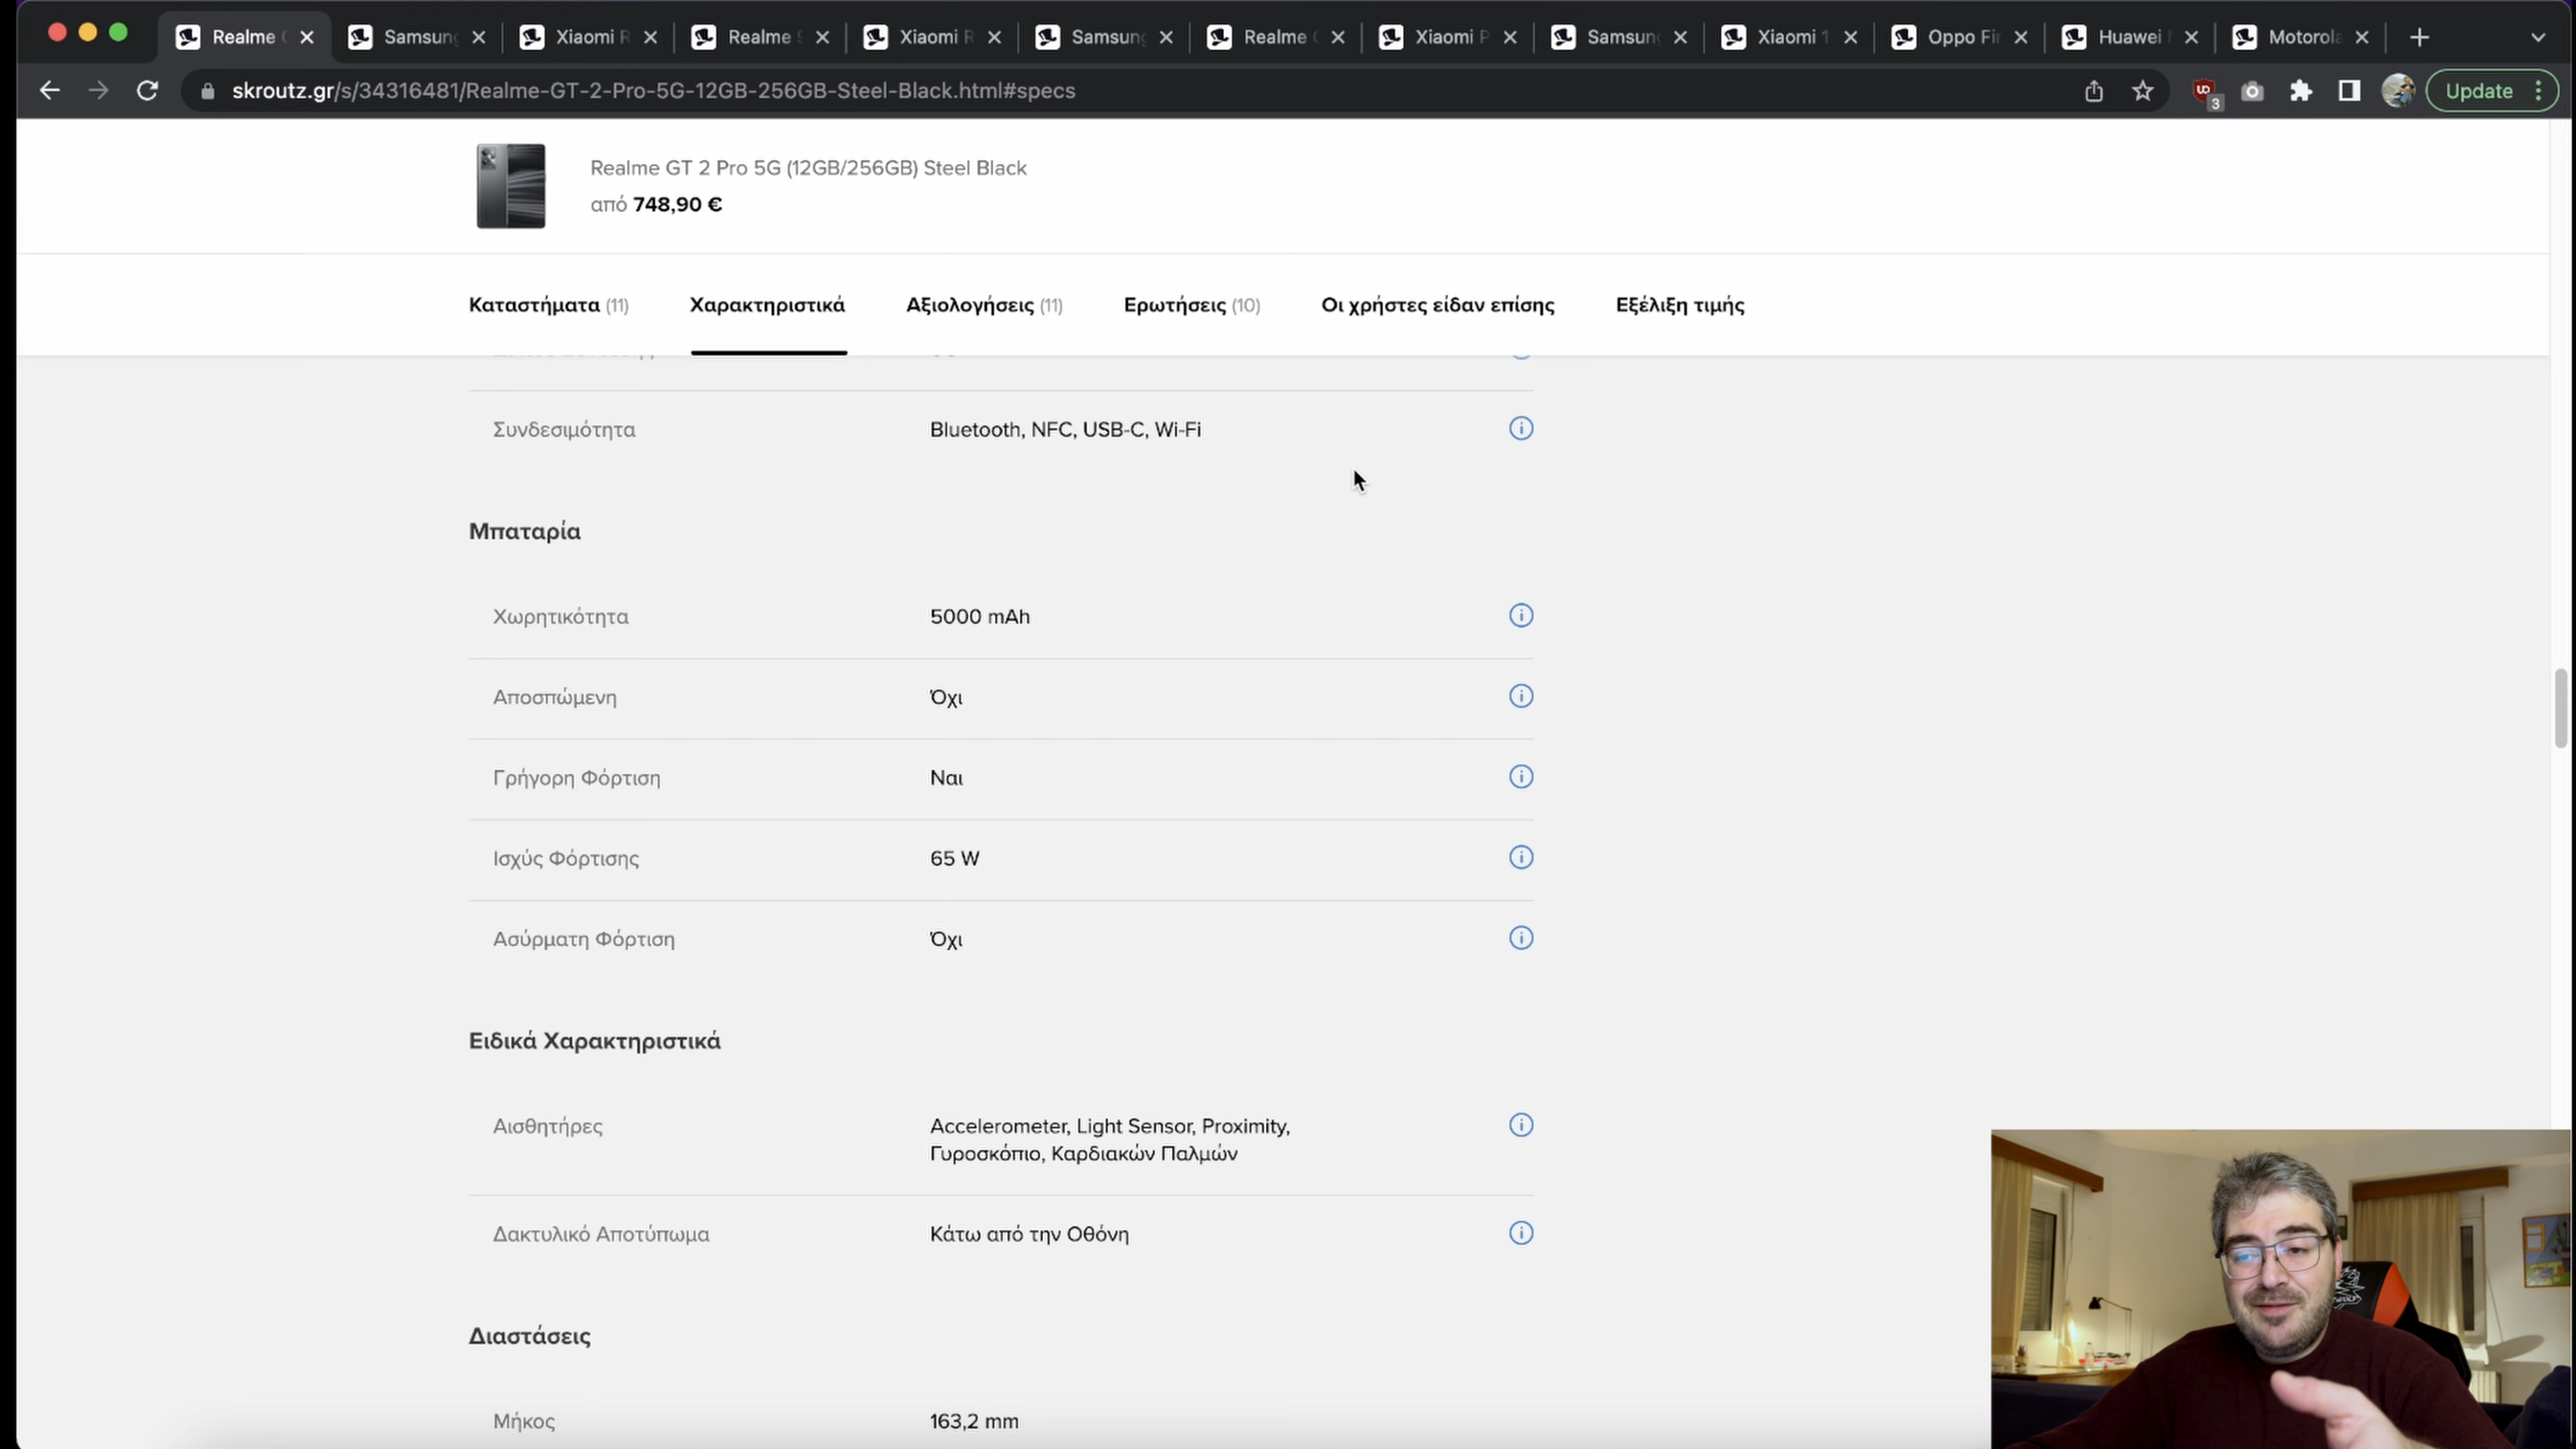 Realme
Samsung
Xiaomi R
Realme
Xiaomi R
Samsung
Realme
Xiaomi P
Samsung
Xiaomi 1
Oppo Fi
Huawei
Motorola
skroutz.gr/s/34316481/Realme-GT-2-Pro-5G-12GB-256GB-Steel-Black.html#specs
3
Update
Realme GT 2 Pro 5G (12GB/256GB) Steel Black
από 748,90 €
Καταστήματα (11)
Χαρακτηριστικά
Αξιολογήσεις (11)
Ερωτήσεις (10)
Οι χρήστες είδαν επίσης
Εξέλιξη τιμής
Συνδεσιμότητα
Bluetooth, NFC, USB-C, Wi-Fi
Μπαταρία
Χωρητικότητα
5000 mAh
Αποσπώμενη
Όχι
Γρήγορη Φόρτιση
Ναι
Ισχύς Φόρτισης
65 W
Ασύρματη Φόρτιση
Όχι
Ειδικά Χαρακτηριστικά
Αισθητήρες
Accelerometer, Light Sensor, Proximity,
Γυροσκόπιο, Καρδιακών Παλμών
Δακτυλικό Αποτύπωμα
Κάτω από την Οθόνη
Διαστάσεις
Μήκος
163,2 mm